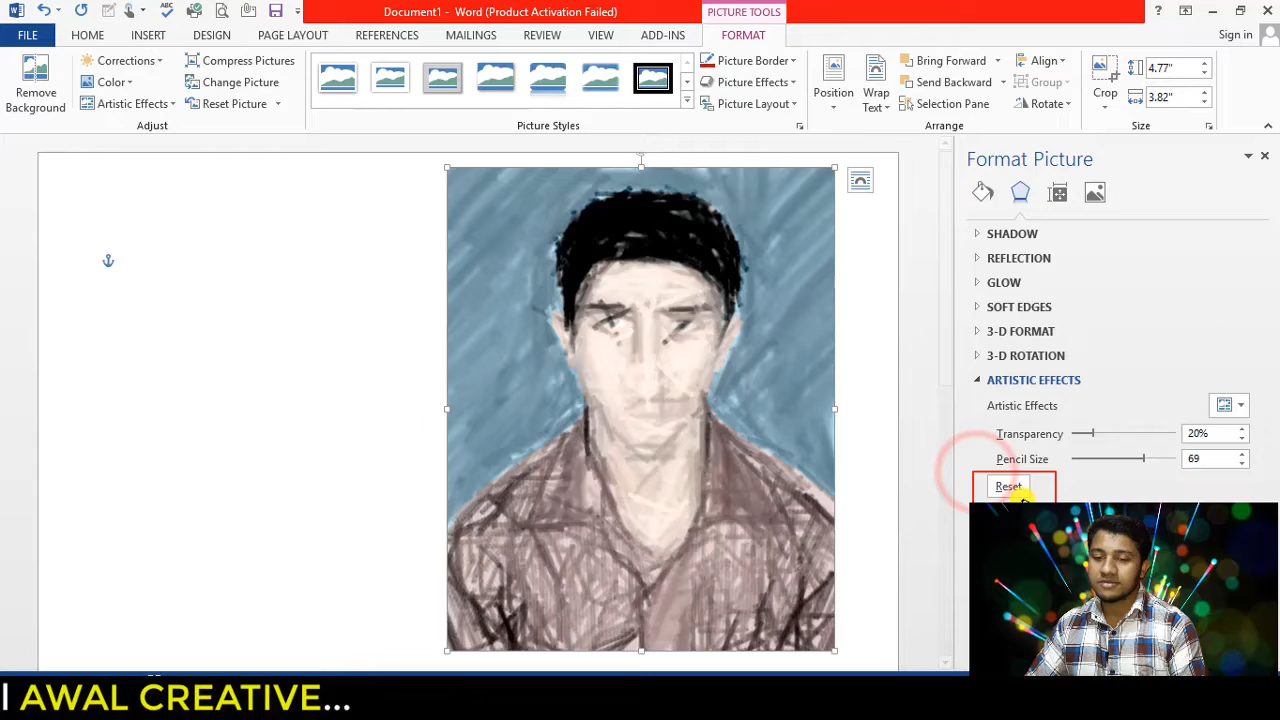 Document1 - Word (Product Activation Failed)
PICTURE TOOLS
?
FILE
HOME
INSERT
DESIGN
PAGE LAYOUT
REFERENCES
MAILINGS
REVIEW
VIEW
ADD-INS
FORMAT
Sign in
Remove
Background
Corrections
Color
Artistic Effects
Compress Pictures
Change Picture
Reset Picture
Adjust
Picture Styles
Picture Border
Picture Effects
Picture Layout
Position
Wrap
Text
Bring Forward
Send Backward
Selection Pane
Align
Group
Rotate
Arrange
Crop
4.77"
3.82"
Size
Format Picture
SHADOW
REFLECTION
GLOW
SOFT EDGES
3-D FORMAT
3-D ROTATION
ARTISTIC EFFECTS
Artistic Effects
Transparency
20%
Pencil Size
69
Reset
I AWAL CREATIVE...